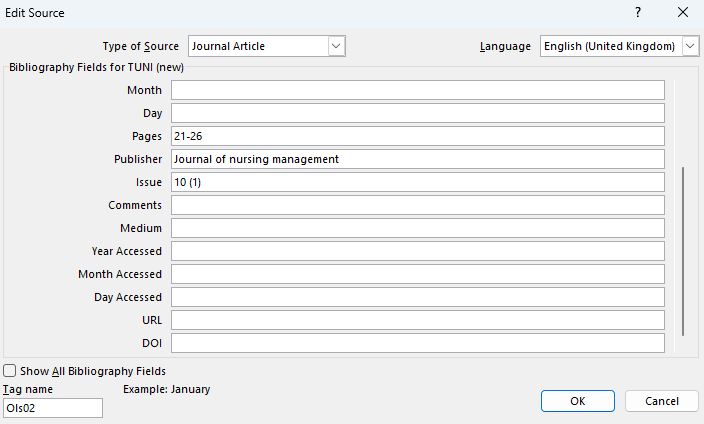 Edit Source
? ×
Type of Source Journal Article Language English (United Kingdom)
Bibliography Fields for TUNI (new)
Month
Day
Pages 21-26
Publisher Journal of nursing management
Issue 10 (1)
Comments
Medium
Year Accessed
Month Accessed
Day Accessed
URL
DOI
Show All Bibliography Fields
Tag name Example: January
Ols02
OK Cancel